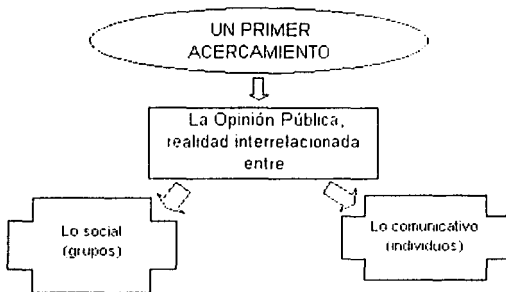 UN PRIMER
ACERCAMIENTO
La Opinión Pública,
realidad interrelacionada
entre
Lo social
(grupos)
Lo comunicativo
(individuos)